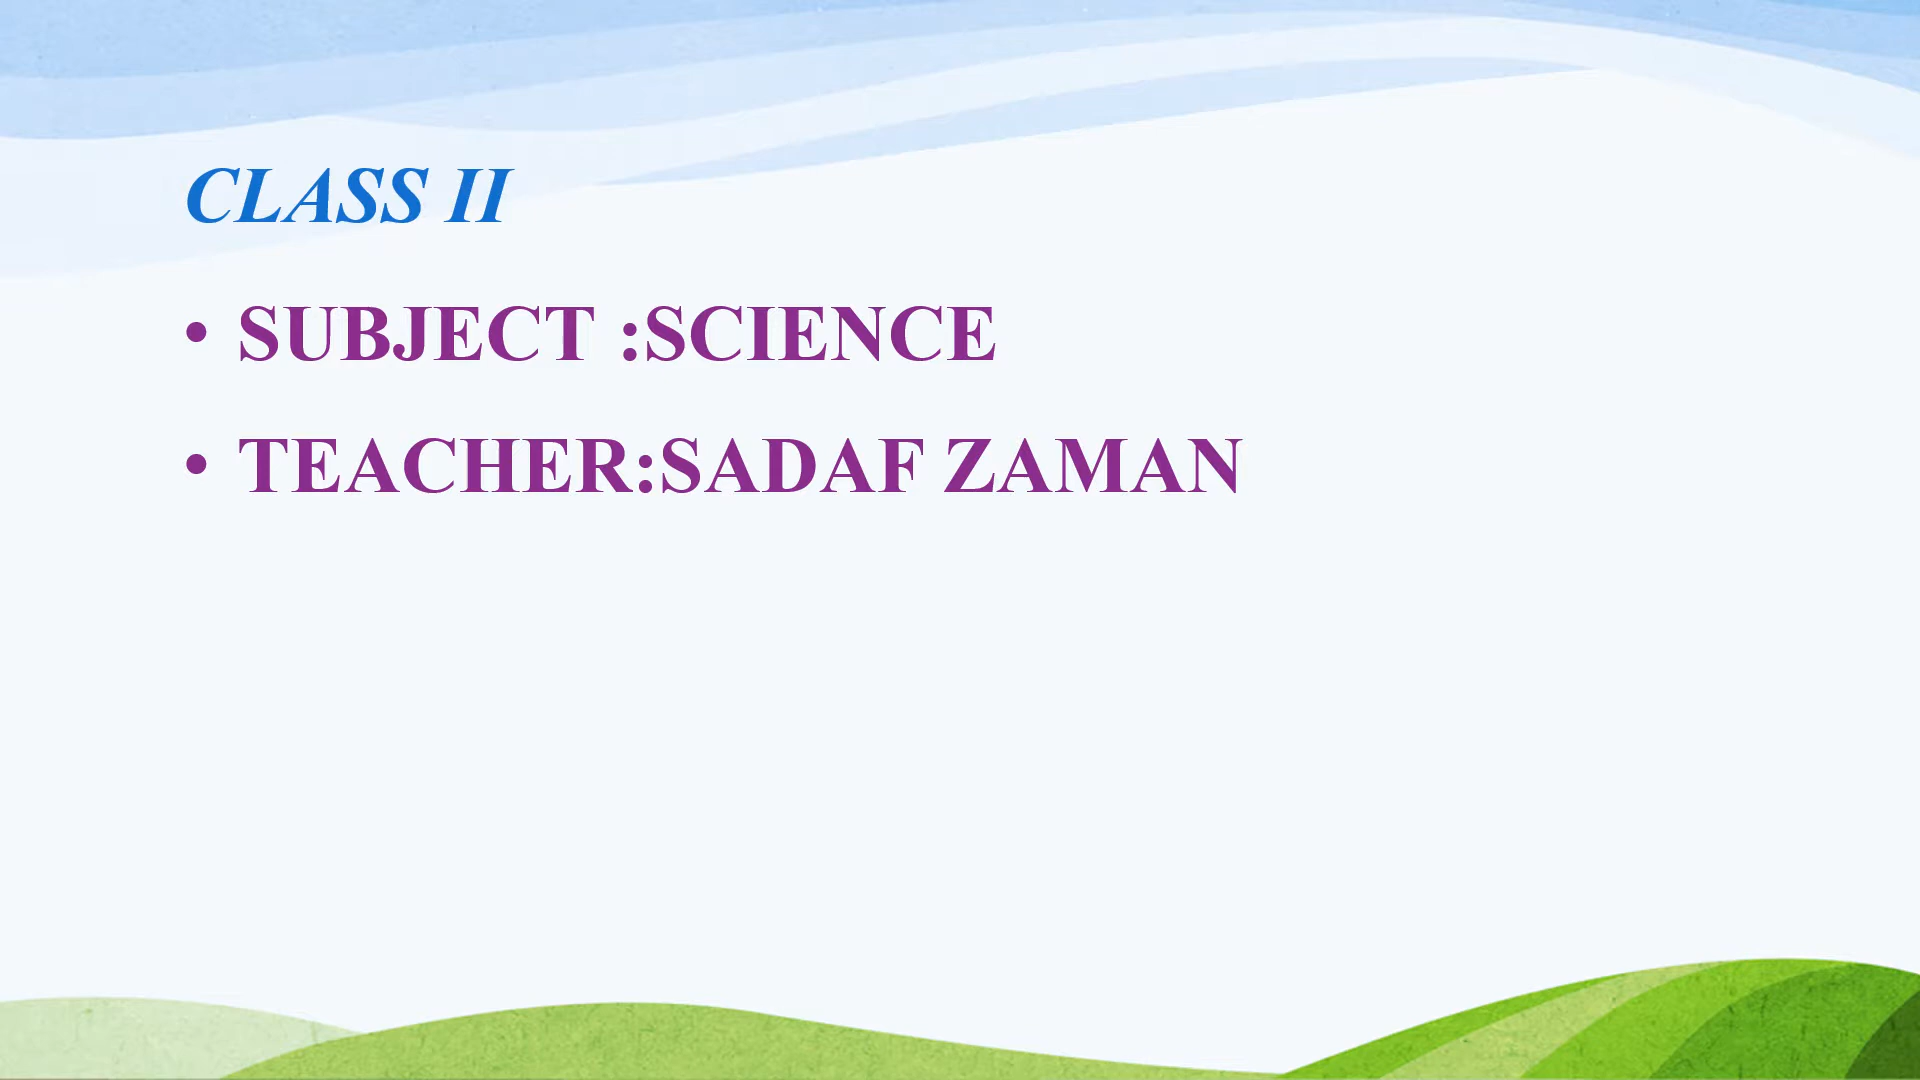 CLASS II
• SUBJECT :SCIENCE
• TEACHER:SADAF ZAMAN